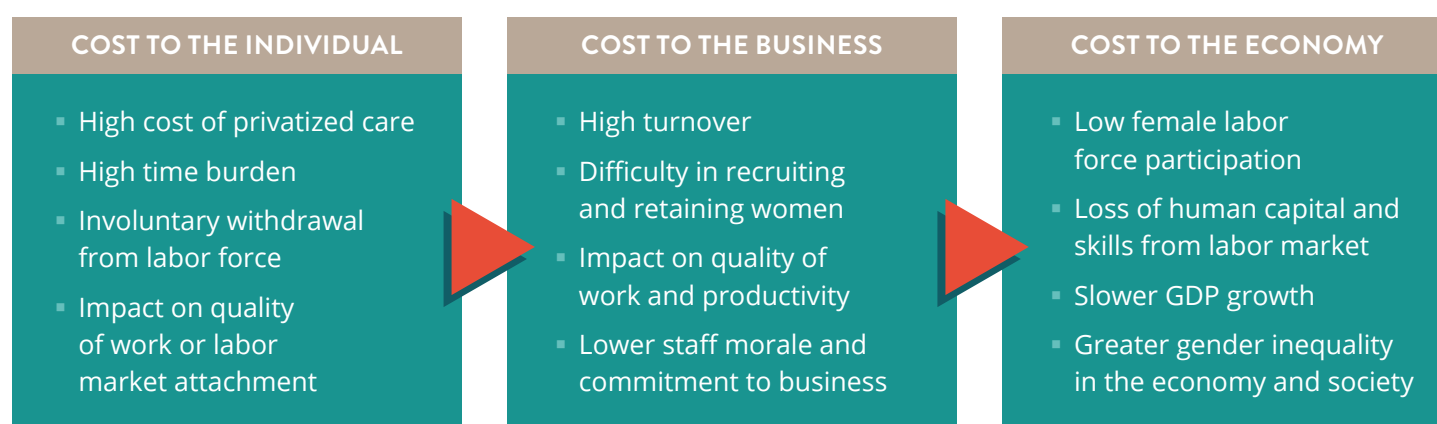 COST TO THE INDIVIDUAL
▪ High cost of privatized care
▪ High time burden
▪ Involuntary withdrawal
from labor force
▪ Impact on quality
of work or labor
market attachment
COST TO THE BUSINESS
▪ High turnover
▪ Difficulty in recruiting
and retaining women
▪ Impact on quality of
work and productivity
▪ Lower staff morale and
commitment to business
COST TO THE ECONOMY
▪ Low female labor
force participation
▪ Loss of human capital and
skills from labor market
▪ Slower GDP growth
▪ Greater gender inequality
in the economy and society